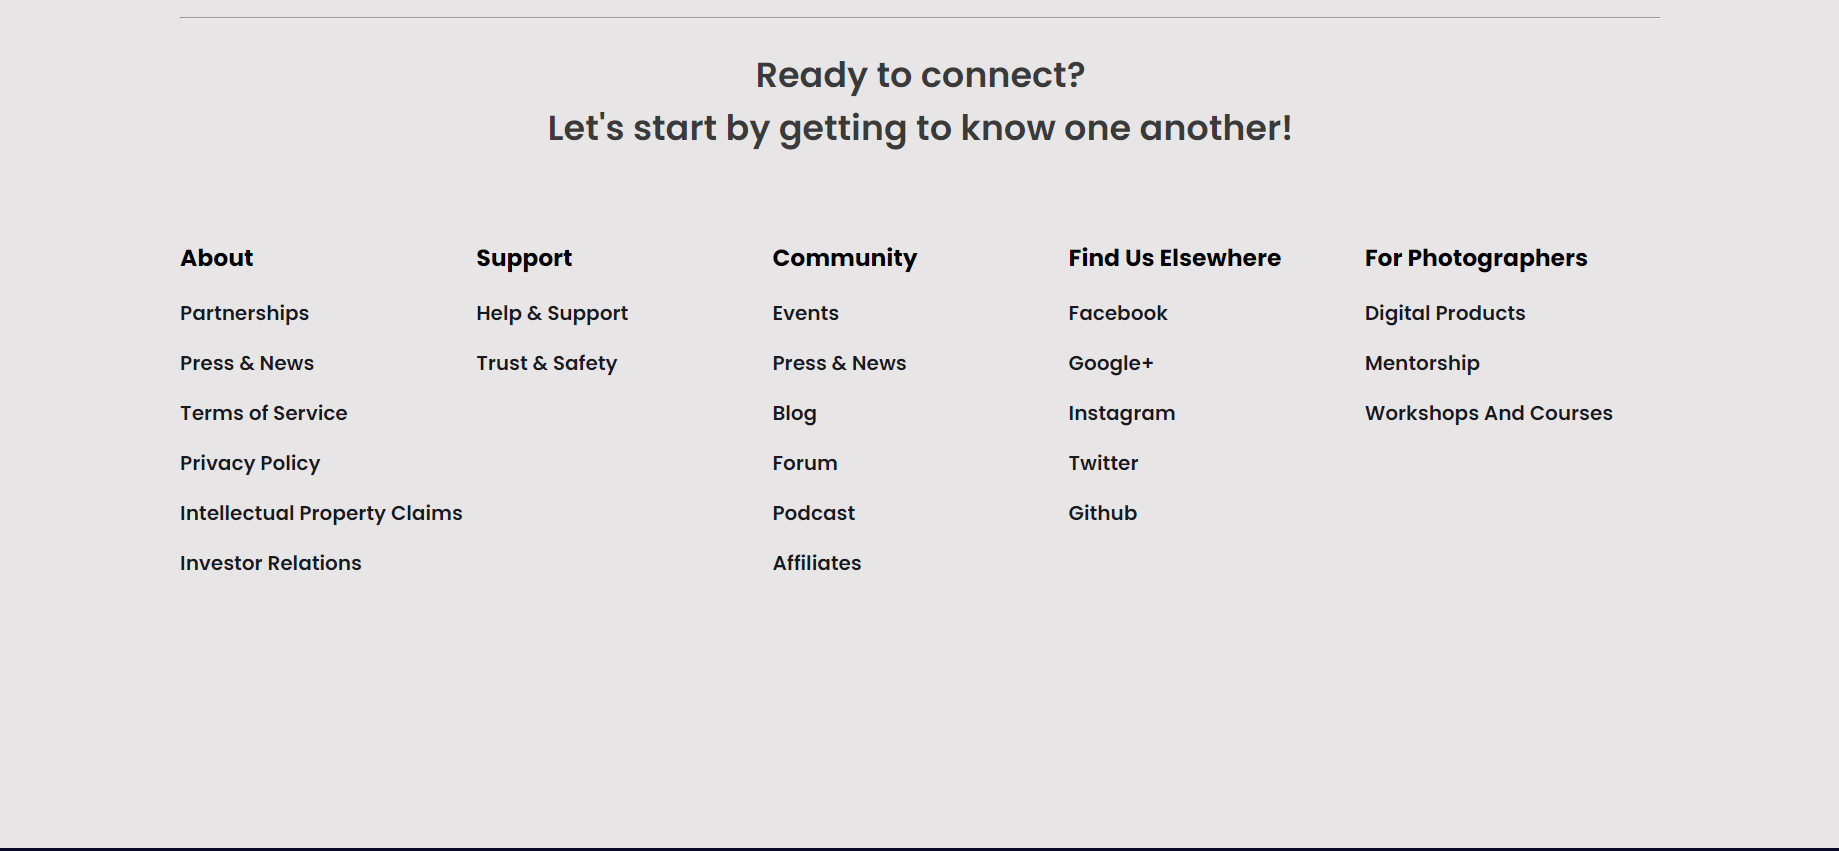 Ready to connect?
Let's start by getting to know one another!
About
Partnerships
Press & News
Terms of Service
Privacy Policy
Intellectual Property Claims
Investor Relations
Support
Help & Support
Trust & Safety
Community
Events
Press & News
Blog
Forum
Podcast
Affiliates
Find Us Elsewhere
Facebook
Google+
Instagram
Twitter
Github
For Photographers
Digital Products
Mentorship
Workshops And Courses